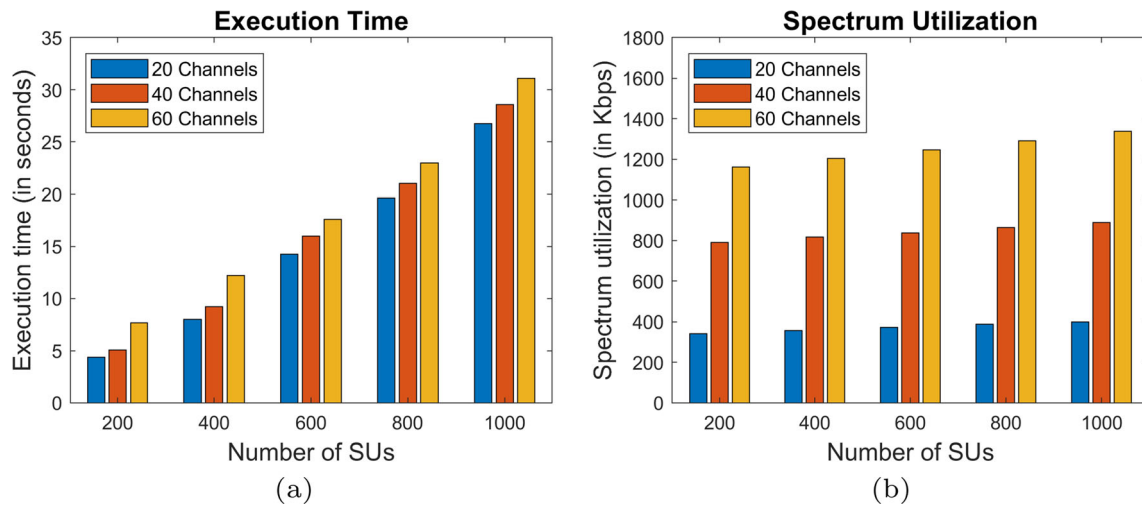 Execution Time
35
30
25
20
15
10
5
0
Execution time (in seconds)
20 Channels
40 Channels
60 Channels
200 400 600 800 1000
Number of SUs
(a)
Spectrum Utilization
1800
1600
1400
1200
1000
800
600
400
200
0
Spectrum utilization (in Kbps)
20 Channels
40 Channels
60 Channels
200 400 600 800 1000
Number of SUs
(b)